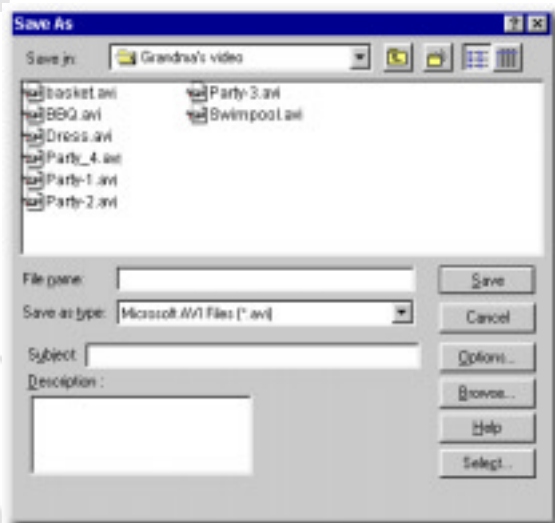 Save As
Save in: Grandma's video
basket.avi Party-3.avi
BBQ.avi Swimpool.avi
Dress.avi
Party_4.avi
Party-1.avi
Party-2.avi
File name: Save
Save as type: Microsoft AVI Files (*.avi) Cancel
Subject: Options...
Description : Browse...
Help
Select...